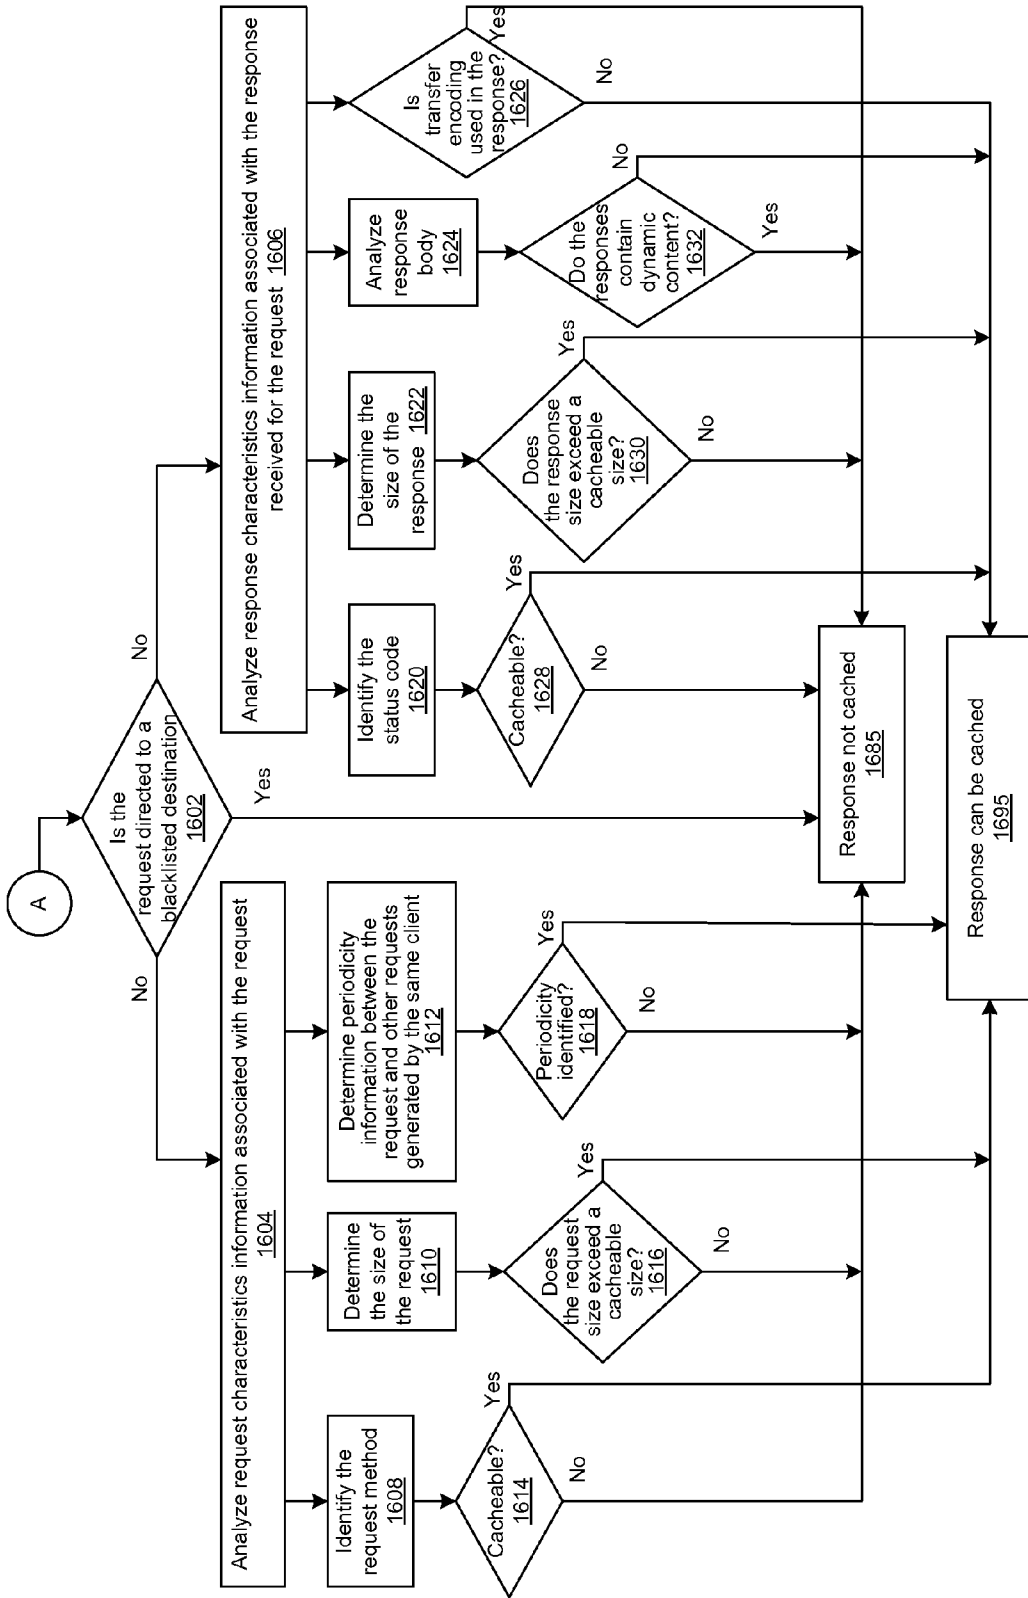 A
Is the
request directed to a
blacklisted destination
1602
No
No
Yes
Analyze request characteristics information associated with the request
1604
Analyze response characteristics information associated with the response
received for the request 1606
Identify the
request method
1608
Determine
the size of
the request
1610
Determine periodicity
information between the
request and other requests
generated by the same client
1612
Identify the
status code
1620
Determine the
size of the
response 1622
Analyze
response
body
1624
Is
transfer
encoding
used in the
response?
1626
Yes
No
Cacheable?
1614
Yes
No
Does
the request
size exceed a
cacheable
size?
1616
Yes
No
Periodicity
identified?
1618
Yes
No
Cacheable?
1628
Yes
No
Does
the response
size exceed a
cacheable
size?
1630
Yes
No
Do the
responses
contain
dynamic
content?
1632
No
Yes
Response not cached
1685
Response can be cached
1695